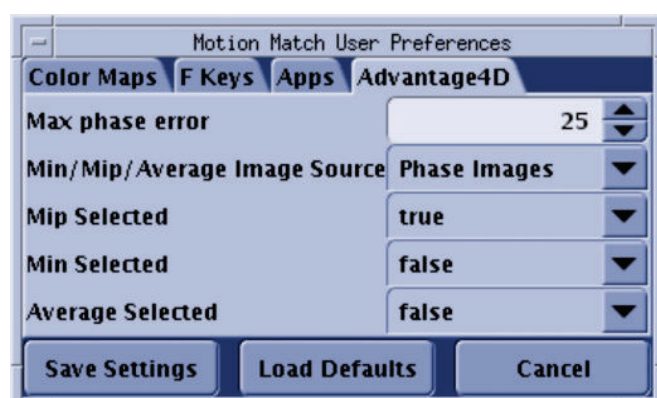 Motion Match User Preferences
Color Maps F Keys Apps Advantage4D
Max phase error 25
Min/Mip/Average Image Source Phase Images
Mip Selected true
Min Selected false
Average Selected false
Save Settings Load Defaults Cancel